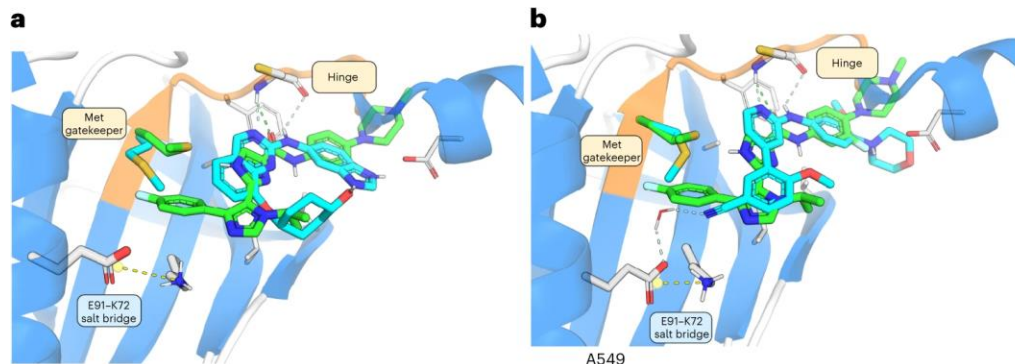 a
Hinge
Met
gatekeeper
E91–K72
salt bridge
b
Hinge
Met
gatekeeper
E91–K72
salt bridge
A549